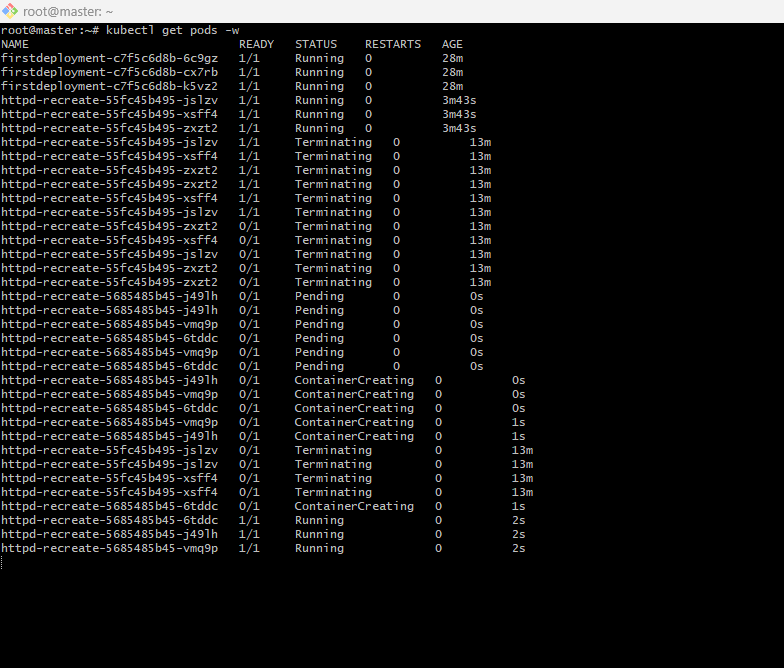 root@master: ~
root@master:~# kubectl get pods -w
NAME                              READY   STATUS    RESTARTS   AGE
firstdeployment-c7f5c6d8b-6c9gz   1/1     Running   0          28m
firstdeployment-c7f5c6d8b-cx7rb   1/1     Running   0          28m
firstdeployment-c7f5c6d8b-k5vz2   1/1     Running   0          28m
httpd-recreate-55fc45b495-jslzv   1/1     Running   0          3m43s
httpd-recreate-55fc45b495-xsff4   1/1     Running   0          3m43s
httpd-recreate-55fc45b495-zxzt2   1/1     Running   0          3m43s
httpd-recreate-55fc45b495-jslzv   1/1     Terminating   0          13m
httpd-recreate-55fc45b495-xsff4   1/1     Terminating   0          13m
httpd-recreate-55fc45b495-zxzt2   1/1     Terminating   0          13m
httpd-recreate-55fc45b495-zxzt2   1/1     Terminating   0          13m
httpd-recreate-55fc45b495-xsff4   1/1     Terminating   0          13m
httpd-recreate-55fc45b495-jslzv   1/1     Terminating   0          13m
httpd-recreate-55fc45b495-zxzt2   0/1     Terminating   0          13m
httpd-recreate-55fc45b495-xsff4   0/1     Terminating   0          13m
httpd-recreate-55fc45b495-jslzv   0/1     Terminating   0          13m
httpd-recreate-55fc45b495-zxzt2   0/1     Terminating   0          13m
httpd-recreate-55fc45b495-zxzt2   0/1     Terminating   0          13m
httpd-recreate-5685485b45-j49lh   0/1     Pending       0          0s
httpd-recreate-5685485b45-j49lh   0/1     Pending       0          0s
httpd-recreate-5685485b45-vmq9p   0/1     Pending       0          0s
httpd-recreate-5685485b45-6tddc   0/1     Pending       0          0s
httpd-recreate-5685485b45-vmq9p   0/1     Pending       0          0s
httpd-recreate-5685485b45-6tddc   0/1     Pending       0          0s
httpd-recreate-5685485b45-j49lh   0/1     ContainerCreating   0          0s
httpd-recreate-5685485b45-vmq9p   0/1     ContainerCreating   0          0s
httpd-recreate-5685485b45-6tddc   0/1     ContainerCreating   0          0s
httpd-recreate-5685485b45-vmq9p   0/1     ContainerCreating   0          1s
httpd-recreate-5685485b45-j49lh   0/1     ContainerCreating   0          1s
httpd-recreate-55fc45b495-jslzv   0/1     Terminating         0          13m
httpd-recreate-55fc45b495-jslzv   0/1     Terminating         0          13m
httpd-recreate-55fc45b495-xsff4   0/1     Terminating         0          13m
httpd-recreate-55fc45b495-xsff4   0/1     Terminating         0          13m
httpd-recreate-5685485b45-6tddc   0/1     ContainerCreating   0          1s
httpd-recreate-5685485b45-6tddc   1/1     Running             0          2s
httpd-recreate-5685485b45-j49lh   1/1     Running             0          2s
httpd-recreate-5685485b45-vmq9p   1/1     Running             0          2s